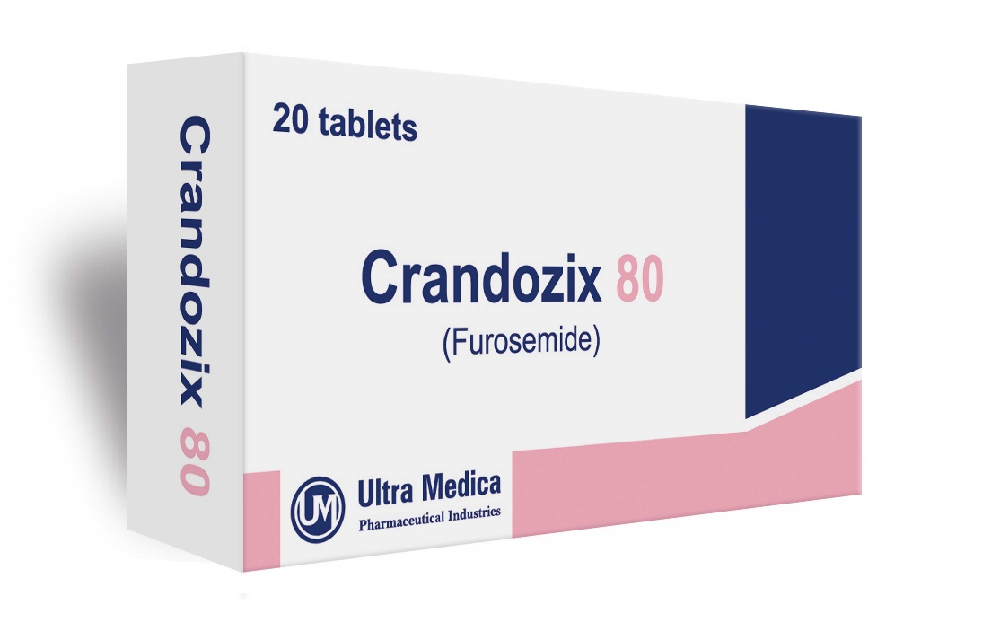 Crandozix 80
20 tablets
Crandozix 80
(Furosemide)
UM
Ultra Medica
Pharmaceutical Industries